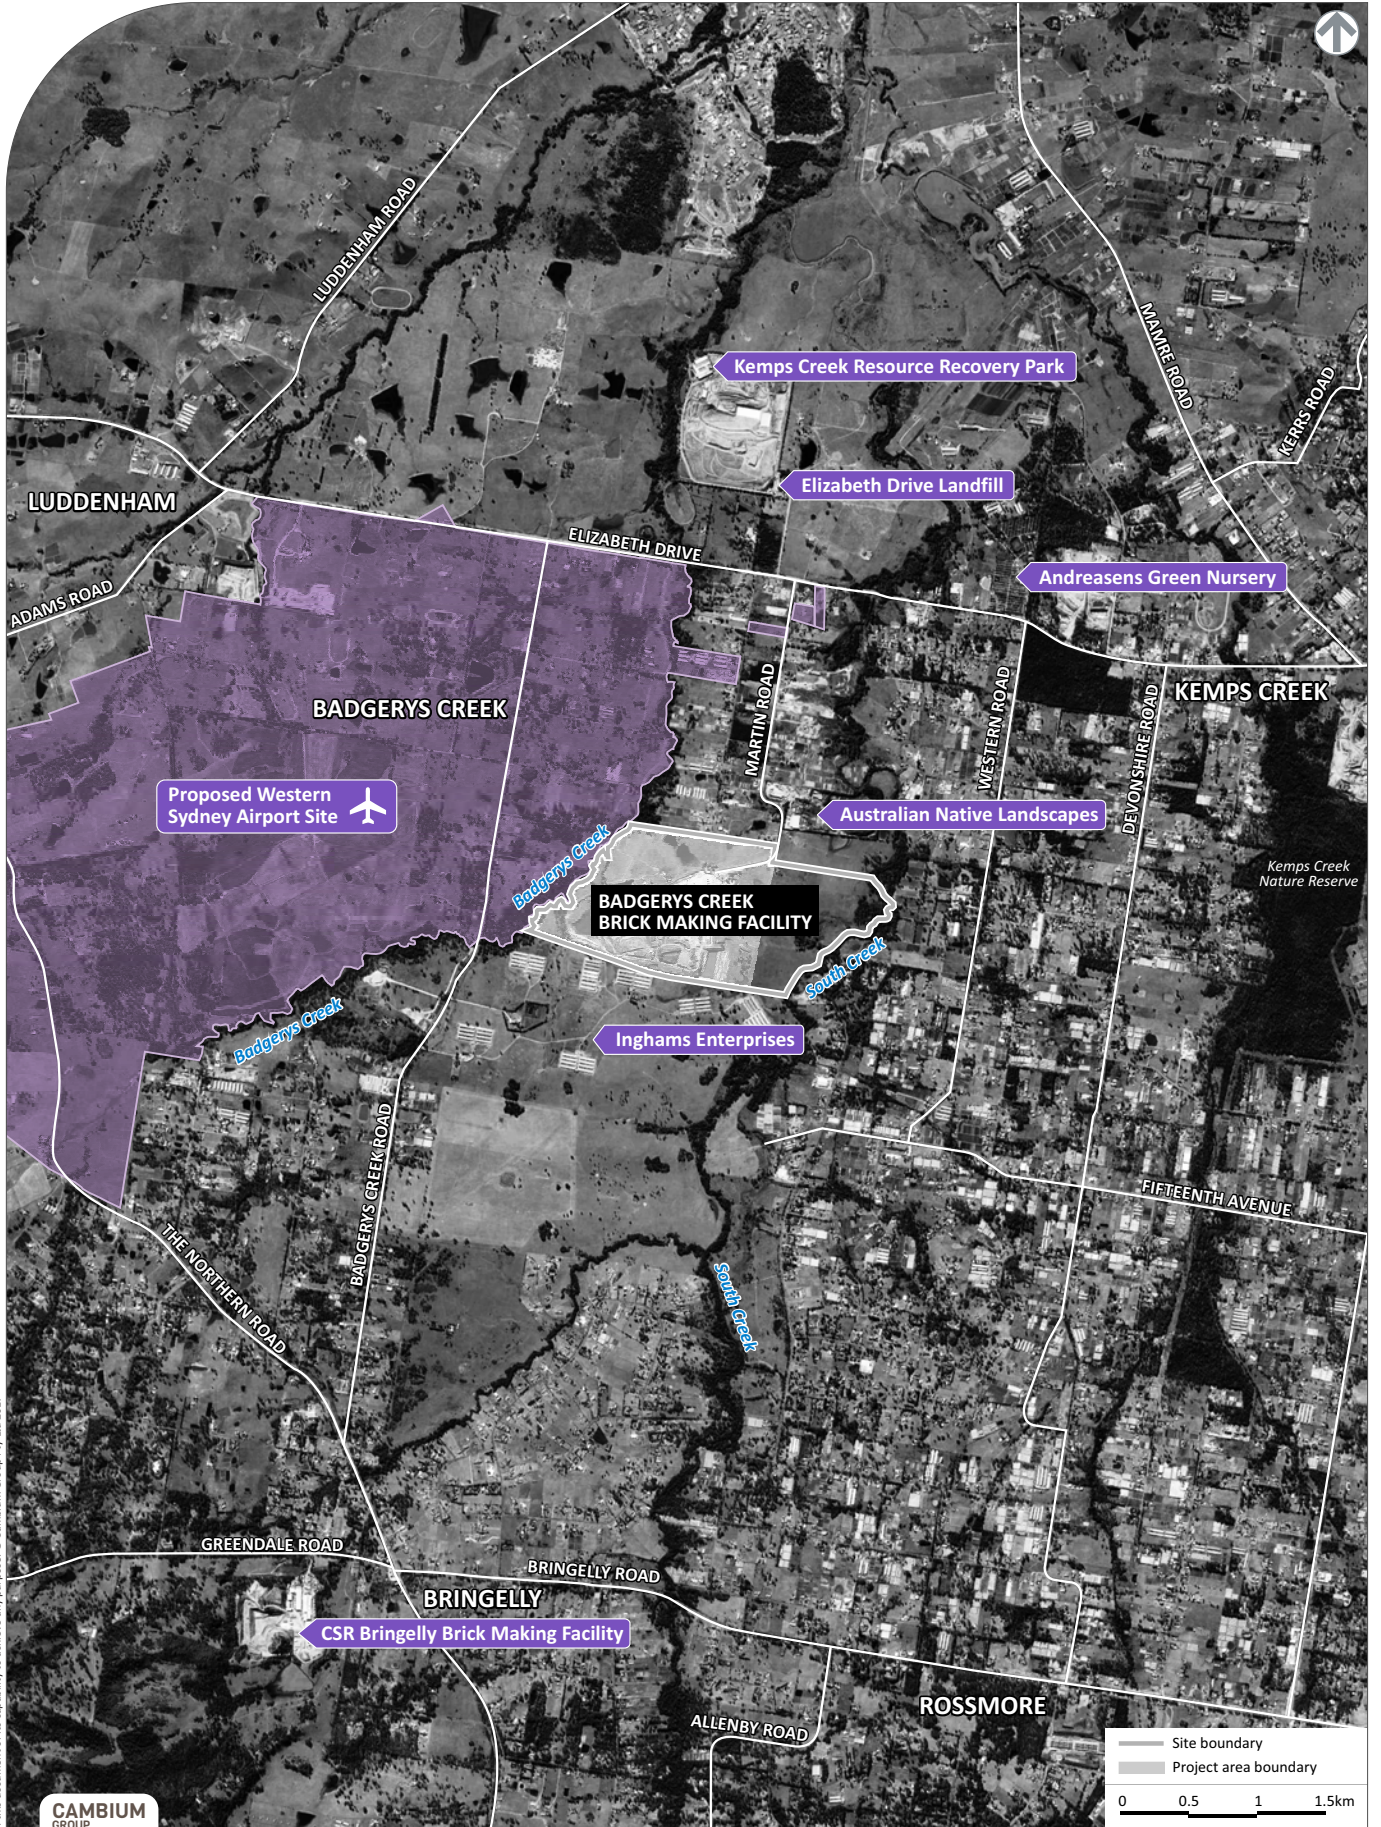 LUDDENHAM ROAD
Kemps Creek Resource Recovery Park
MAMRE ROAD
KERRS ROAD
Elizabeth Drive Landfill
LUDDENHAM
ELIZABETH DRIVE
Andreasens Green Nursery
ADAMS ROAD
BADGERYS CREEK
MARTIN ROAD
WESTERN ROAD
DEVONSHIRE ROAD
KEMPS CREEK
Proposed Western
Sydney Airport Site
Australian Native Landscapes
Badgerys Creek
Kemps Creek
Nature Reserve
BADGERYS CREEK
BRICK MAKING FACILITY
South Creek
Badgerys Creek
Inghams Enterprises
BADGERYS CREEK ROAD
FIFTEENTH AVENUE
THE NORTHERN ROAD
South Creek
GREENDALE ROAD
BRINGELLY ROAD
BRINGELLY
CSR Bringelly Brick Making Facility
ROSSMORE
ALLENBY ROAD
Site boundary
Project area boundary
0 0.5 1 1.5km
CAMBIUM
GROUP